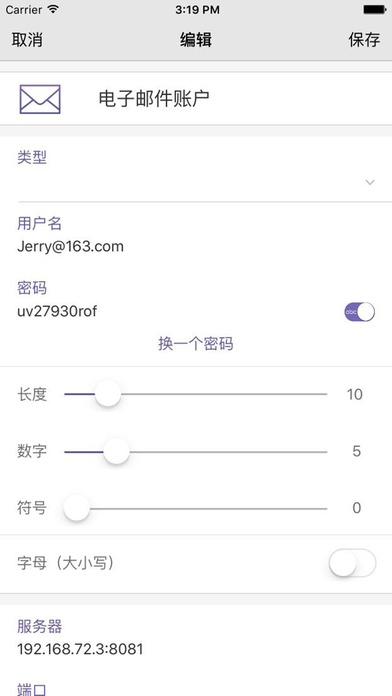 Carrier 3:19 PM
取消 编辑 保存
电子邮件账户
类型
用户名
Jerry@163.com
密码
uv27930rof
abc
换一个密码
长度 10
数字 5
符号 0
字母（大小写）
服务器
192.168.72.3:8081
端口